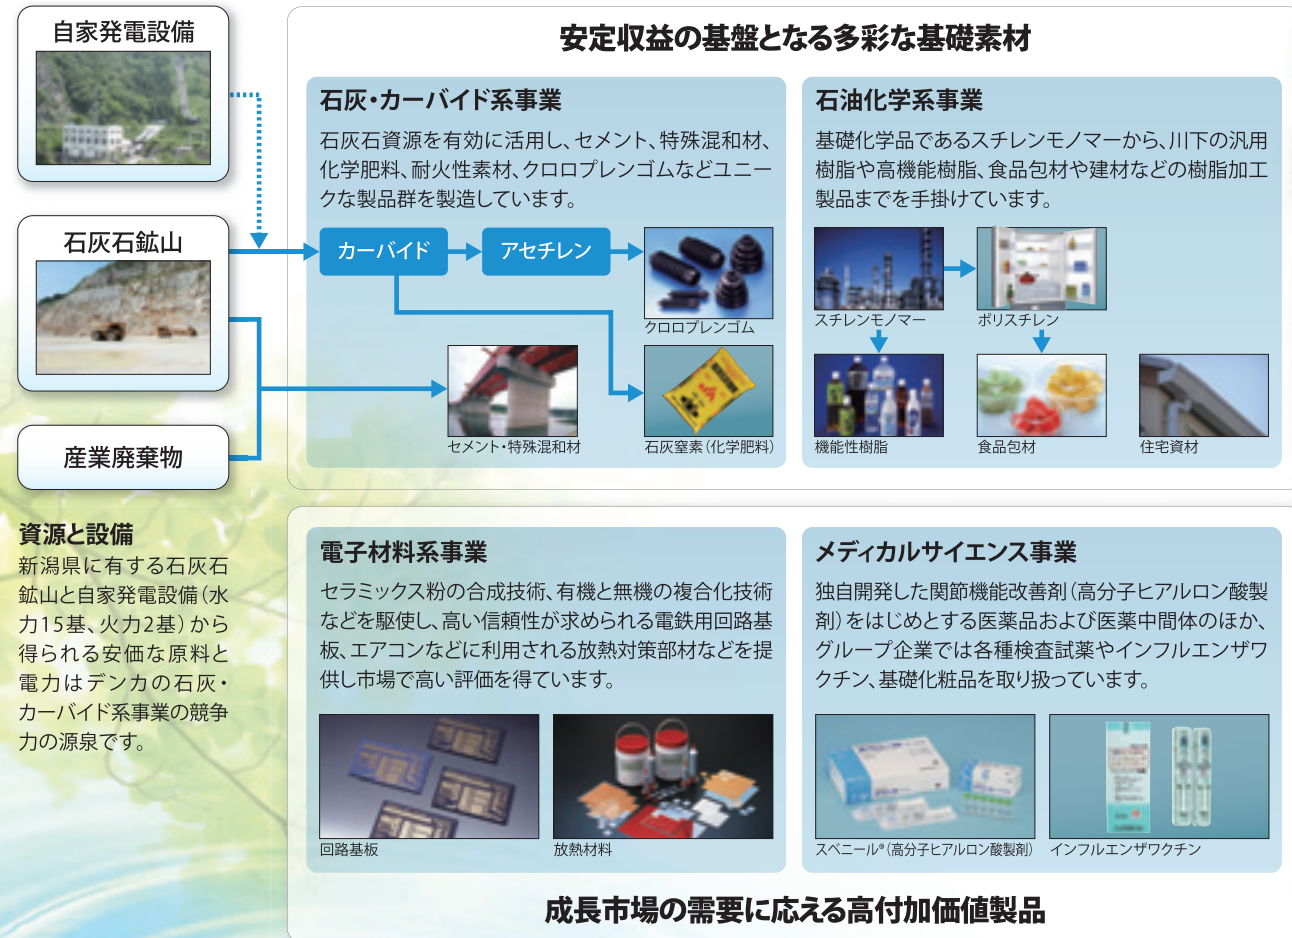 自家発電設備
石灰石鉱山
産業廃棄物
資源と設備
新潟県に有する石灰石
鉱山と自家発電設備（水
力15基、火力2基）から
得られる安価な原料と
電力はデンカの石灰・
カーバイド系事業の競争
力の源泉です。
安定収益の基盤となる多彩な基礎素材
石灰・カーバイド系事業
石灰石資源を有効に活用し、セメント、特殊混和材、
化学肥料、耐火性素材、クロロプレンゴムなどユニー
クな製品群を製造しています。
カーバイド
アセチレン
クロロプレンゴム
セメント・特殊混和材
石灰窒素（化学肥料）
石油化学系事業
基礎化学品であるスチレンモノマーから、川下の汎用
樹脂や高機能樹脂、食品包材や建材などの樹脂加工
製品までを手掛けています。
スチレンモノマー
ポリスチレン
機能性樹脂
食品包材
住宅資材
電子材料系事業
セラミックス粉の合成技術、有機と無機の複合化技術
などを駆使し、高い信頼性が求められる電鉄用回路基
板、エアコンなどに利用される放熱対策部材などを提
供し市場で高い評価を得ています。
回路基板
放熱材料
メディカルサイエンス事業
独自開発した関節機能改善剤（高分子ヒアルロン酸製
剤）をはじめとする医薬品および医薬中間体のほか、
グループ企業では各種検査試薬やインフルエンザワ
クチン、基礎化粧品を取り扱っています。
スベニール®（高分子ヒアルロン酸製剤）
インフルエンザワクチン
成長市場の需要に応える高付加価値製品